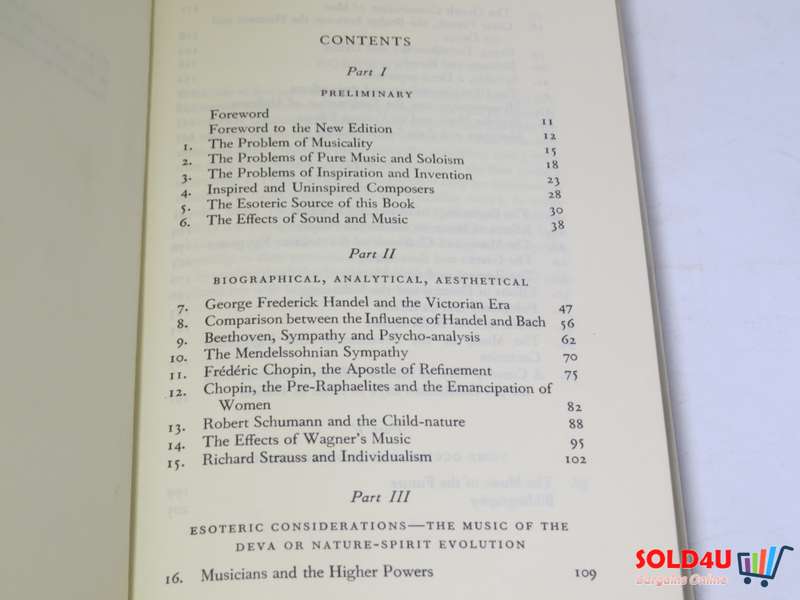 CONTENTS
Part I
PRELIMINARY
Foreword 11
Foreword to the New Edition 12
1. The Problem of Musicality 15
2. The Problems of Pure Music and Soloism 18
3. The Problems of Inspiration and Invention 23
4. Inspired and Uninspired Composers 28
5. The Esoteric Source of this Book 30
6. The Effects of Sound and Music 38
Part II
BIOGRAPHICAL, ANALYTICAL, AESTHETICAL
7. George Frederick Handel and the Victorian Era 47
8. Comparison between the Influence of Handel and Bach 56
9. Beethoven, Sympathy and Psycho-analysis 62
10. The Mendelssohnian Sympathy 70
11. Frédéric Chopin, the Apostle of Refinement 75
12. Chopin, the Pre-Raphaelites and the Emancipation of
Women 82
13. Robert Schumann and the Child-nature 88
14. The Effects of Wagner's Music 95
15. Richard Strauss and Individualism 102
Part III
ESOTERIC CONSIDERATIONS—THE MUSIC OF THE
DEVA OR NATURE-SPIRIT EVOLUTION
16. Musicians and the Higher Powers 109
SOLD4U
Bargains Online